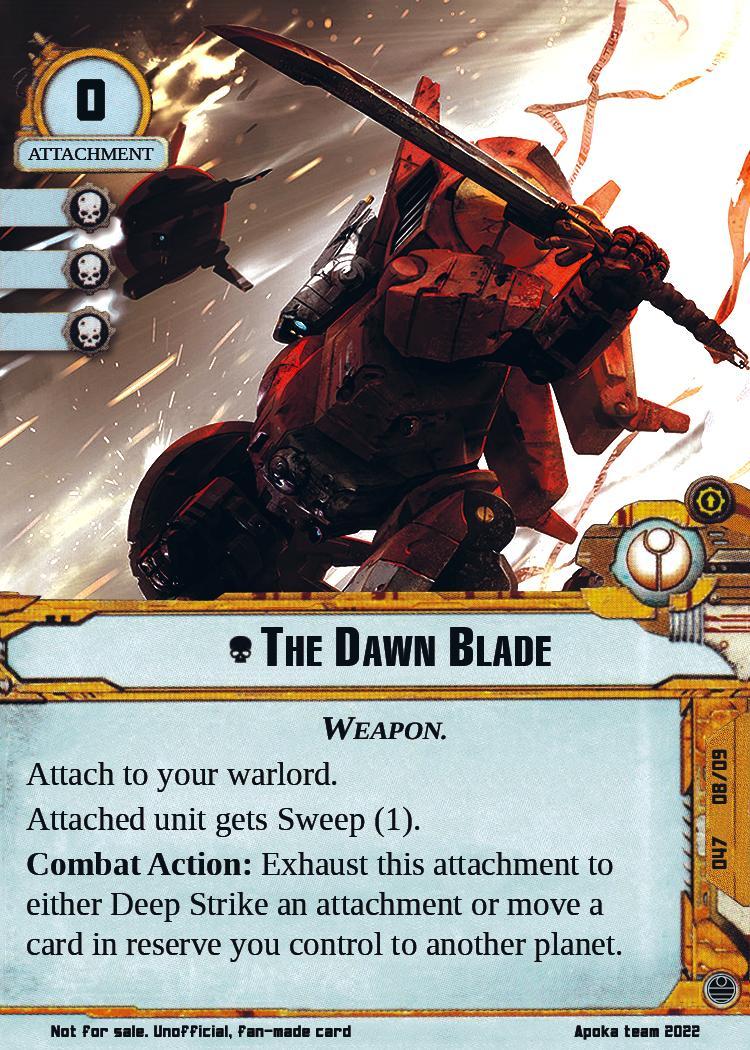 0
ATTACHMENT
THE DAWN BLADE
WEAPON.
Attach to your warlord.
Attached unit gets Sweep (1).
Combat Action: Exhaust this attachment to
either Deep Strike an attachment or move a
card in reserve you control to another planet.
047 08/09
Not for sale. Unofficial, fan-made card
Apoka team 2022